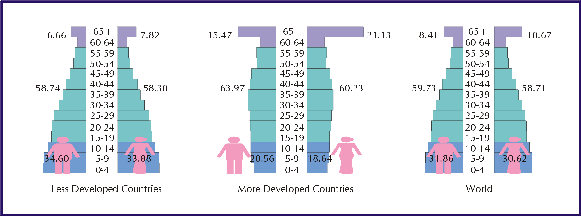 6.66 65+ 7.82
60-64
55-59
50-54
45-49
58.74 40-44 58.30
35-39
30-34
25-29
20-24
15-19
10-14
34.60 5-9 33.88
0-4
Less Developed Countries
15.47 65+ 21.13
60-64
55-59
50-54
45-49
63.97 40-44 60.23
35-39
30-34
25-29
20-24
15-19
10-14
20.56 5-9 18.64
0-4
More Developed Countries
8.41 65+ 10.67
60-64
55-59
50-54
45-49
59.73 40-44 58.71
35-39
30-34
25-29
20-24
15-19
10-14
31.86 5-9 30.62
0-4
World